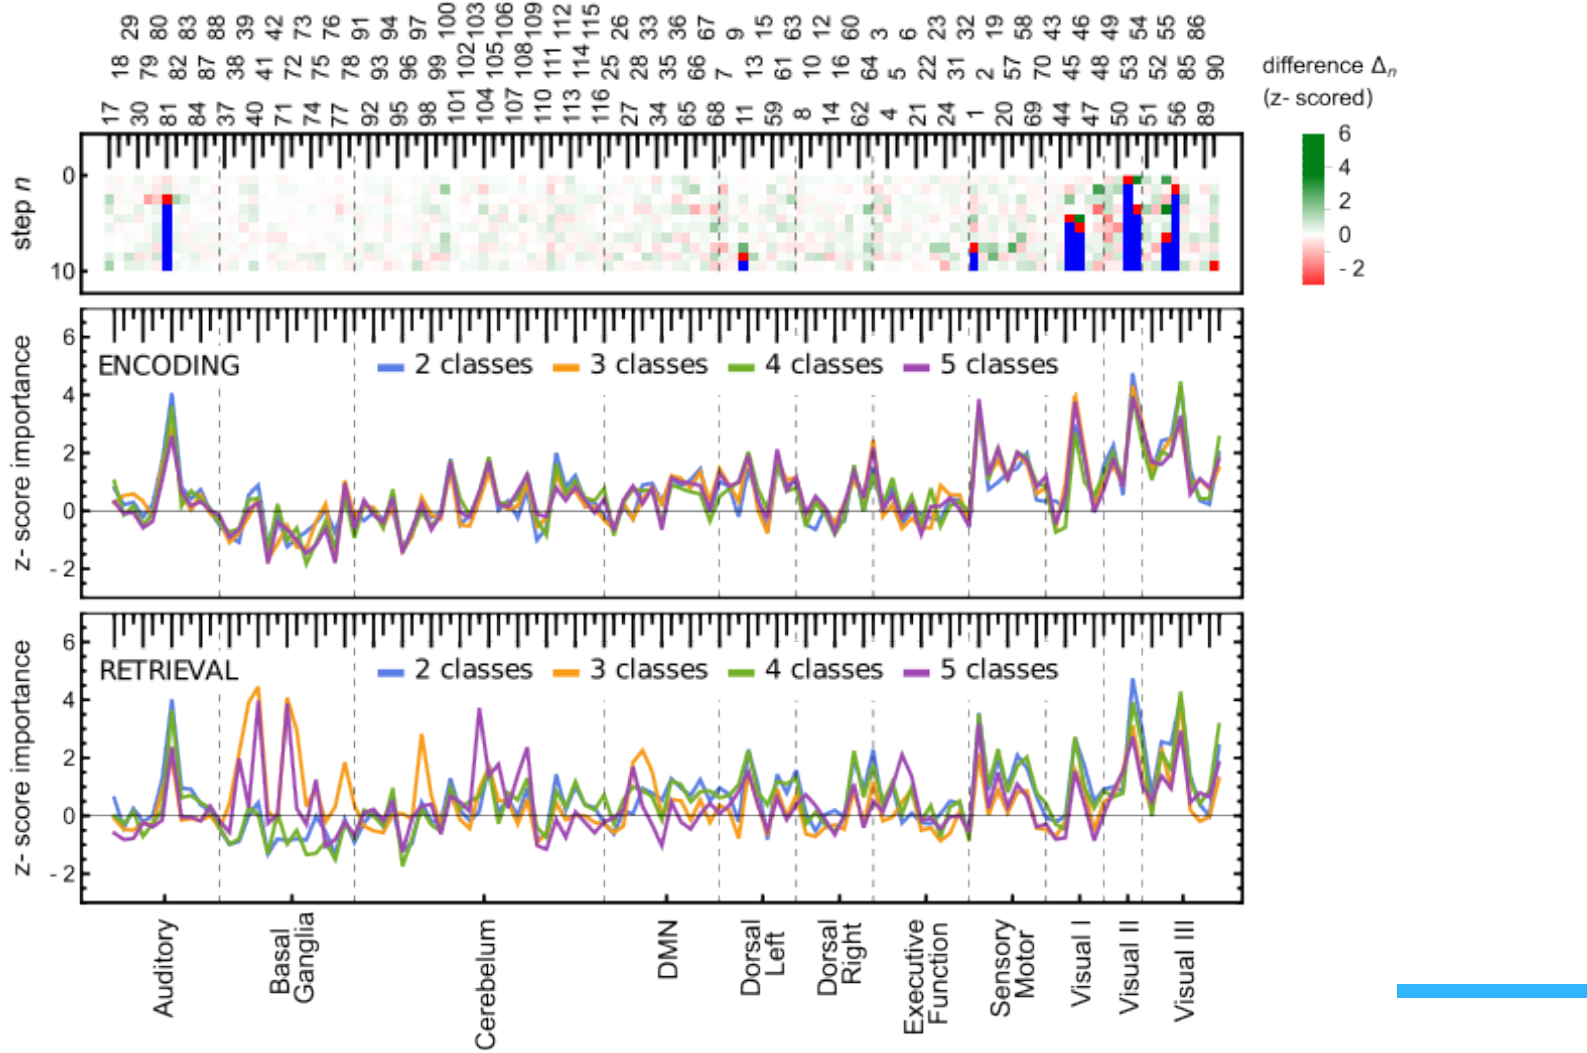 29 80 83 88 39 42 73 76 91 94 97 100 103 106 109 112 115 26 33 36 67 9 15 63 12 60 3 6 23 32 19 58 43 46 49 54 55 86
18 79 82 87 38 41 72 75 78 93 96 99 102 105 108 111 114 25 28 35 66 7 13 61 10 16 64 5 22 31 2 57 70 45 48 53 52 85 90
17 30 81 84 37 40 71 74 77 92 95 98 101 104 107 110 113 116 27 34 65 68 11 59 8 14 62 4 21 24 1 20 69 44 47 50 51 56 89
difference Δn
(z- scored)
6
4
2
0
- 2
step n
0
10
z- score importance
6
4
2
0
- 2
ENCODING 2 classes 3 classes 4 classes 5 classes
z- score importance
6
4
2
0
- 2
RETRIEVAL 2 classes 3 classes 4 classes 5 classes
Auditory
Basal
Ganglia
Cerebelum
DMN
Dorsal
Left
Dorsal
Right
Executive
Function
Sensory
Motor
Visual I
Visual II
Visual III